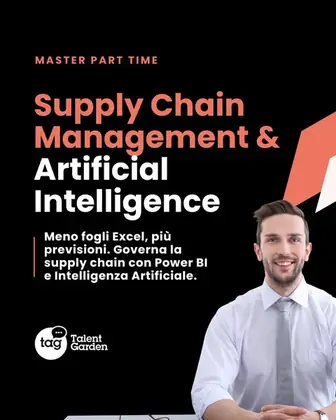 MASTER PART TIME
Supply Chain
Management &
Artificial
Intelligence
Meno fogli Excel, più
previsioni. Governa la
supply chain con Power BI
e Intelligenza Artificiale.
tag
Talent
Garden